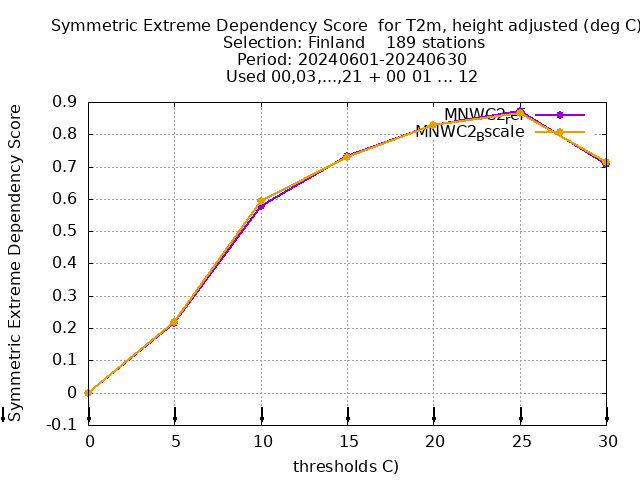 Symmetric Extreme Dependency Score for T2m, height adjusted (deg C)
Selection: Finland 189 stations
Period: 20240601-20240630
Used 00,03,...,21 + 00 01 ... 12
Symmetric Extreme Dependency Score
0.9
0.8
0.7
0.6
0.5
0.4
0.3
0.2
0.1
0
-0.1
MNWC2_ref
MNWC2_Bscale
0 5 10 15 20 25 30
thresholds C)